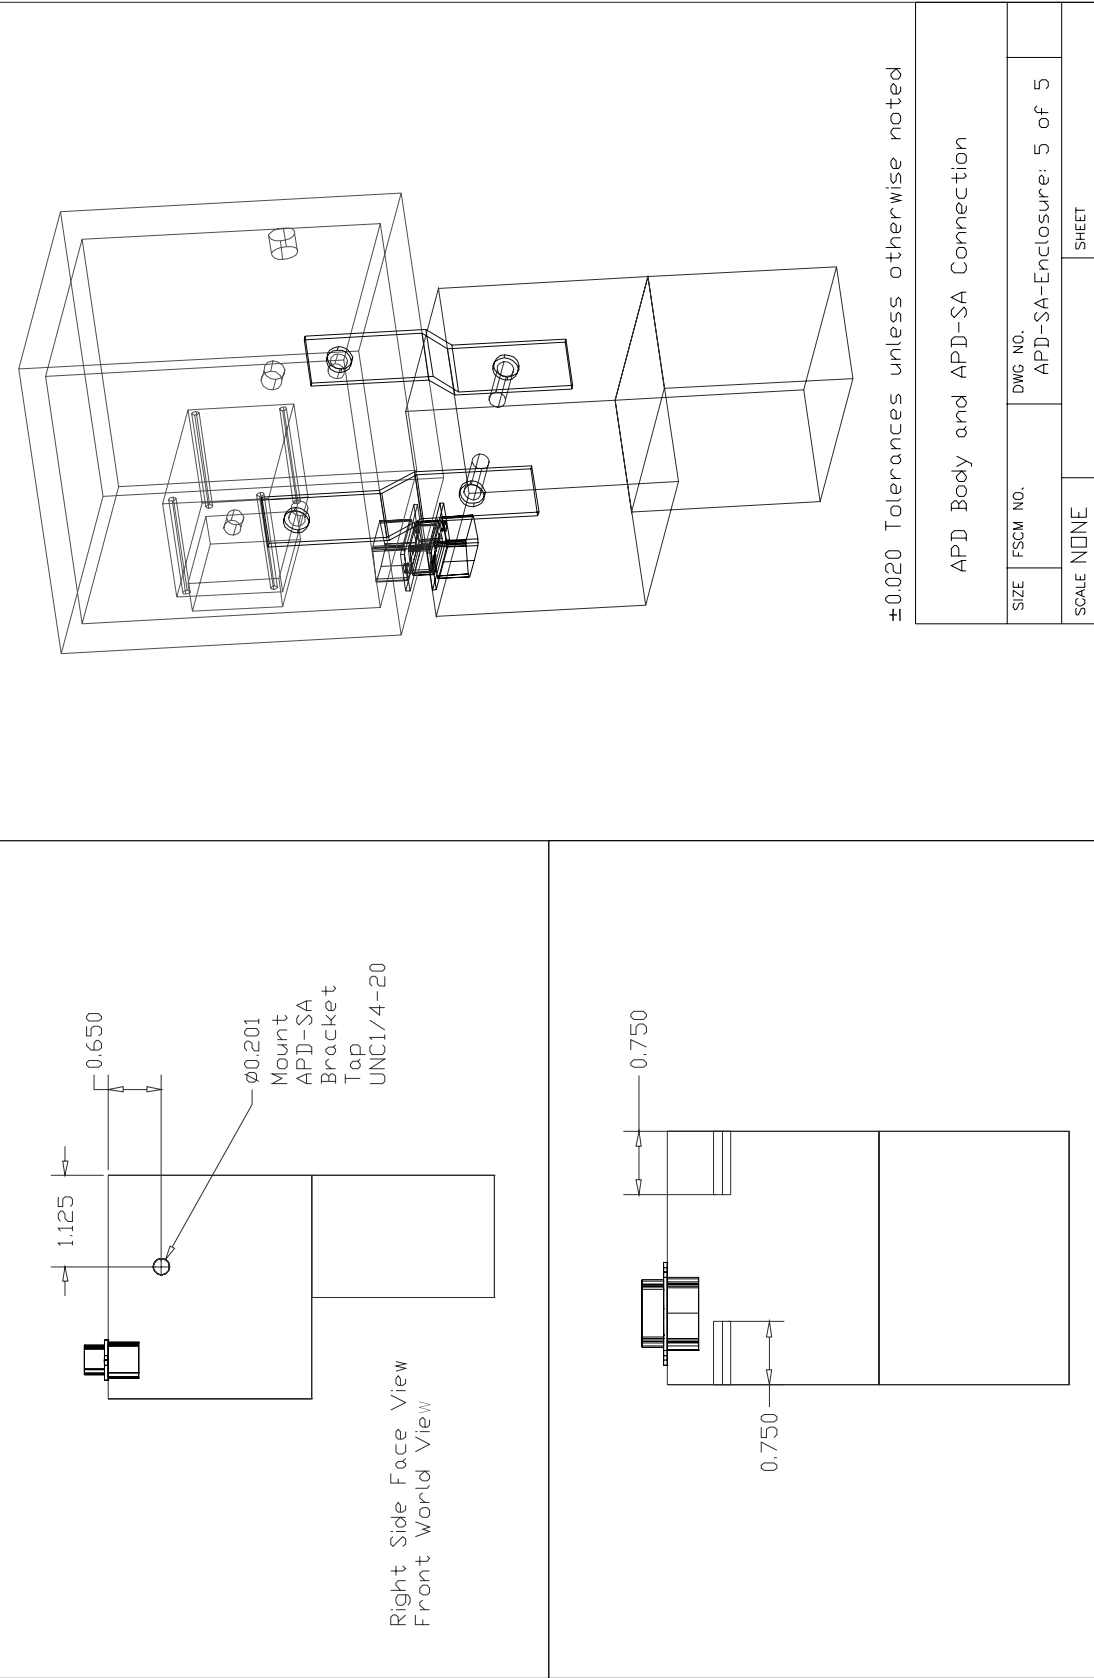 1.125
0.650
ø0.201
Mount
APD-SA
Bracket
Tap
UNC1/4-20
Right Side Face View
Front World View
0.750
0.750
±0.020 Tolerances unless otherwise noted
APD Body and APD-SA Connection
SIZE
FSCM NO.
DWG NO.
APD-SA-Enclosure: 5 of 5
SCALE NONE
SHEET